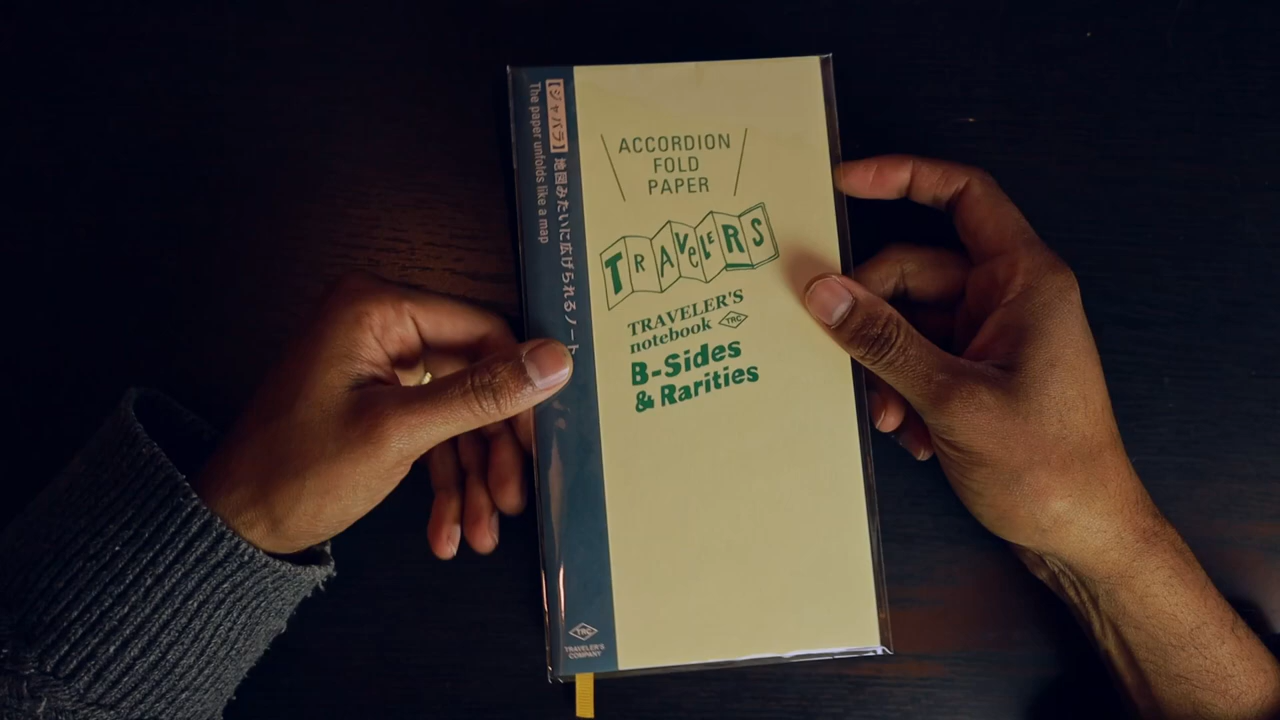 【ジャバラ】地図みたいに広げられるノート
The paper unfolds like a map
ACCORDION
FOLD
PAPER
TRAVELERS
TRAVELER'S
notebook TRC
B-Sides
& Rarities
TRC
TRAVELER'S
COMPANY